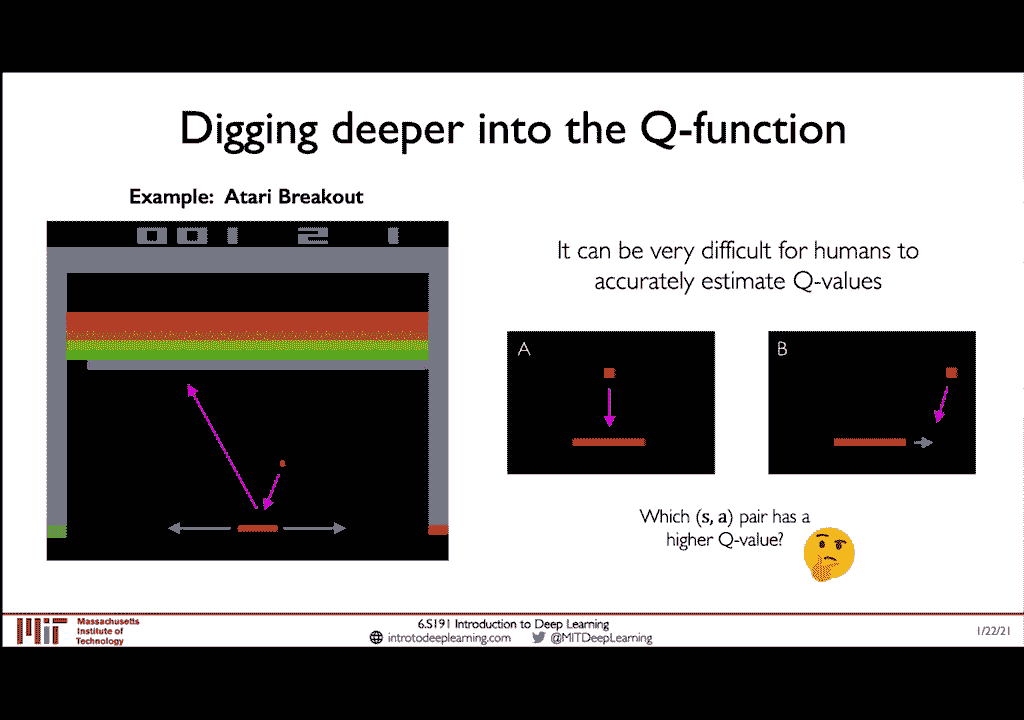 Digging deeper into the Q-function
Example: Atari Breakout
001 2 1
It can be very difficult for humans to
accurately estimate Q-values
A
B
Which (s, a) pair has a
higher Q-value?
MIT
Massachusetts
Institute of
Technology
6.S191 Introduction to Deep Learning
introtodeeplearning.com @MITDeepLearning
1/22/21